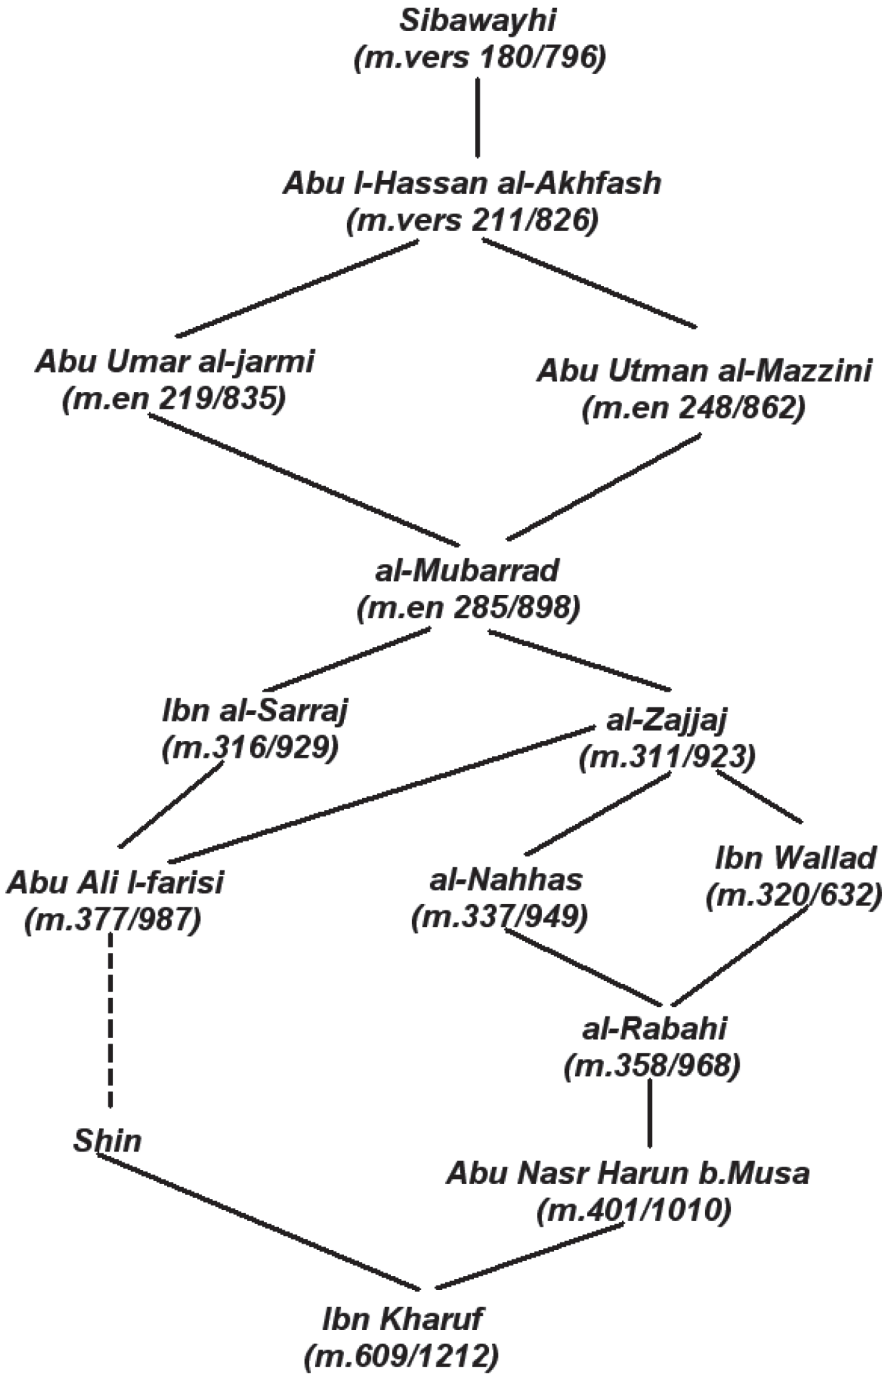 Sibawayhi
(m.vers 180/796)
Abu l-Hassan al-Akhfash
(m.vers 211/826)
Abu Umar al-jarmi
(m.en 219/835)
Abu Utman al-Mazzini
(m.en 248/862)
al-Mubarrad
(m.en 285/898)
Ibn al-Sarraj
(m.316/929)
al-Zajjaj
(m.311/923)
Abu Ali l-farisi
(m.377/987)
al-Nahhas
(m.337/949)
Ibn Wallad
(m.320/632)
al-Rabahi
(m.358/968)
Shin
Abu Nasr Harun b.Musa
(m.401/1010)
Ibn Kharuf
(m.609/1212)